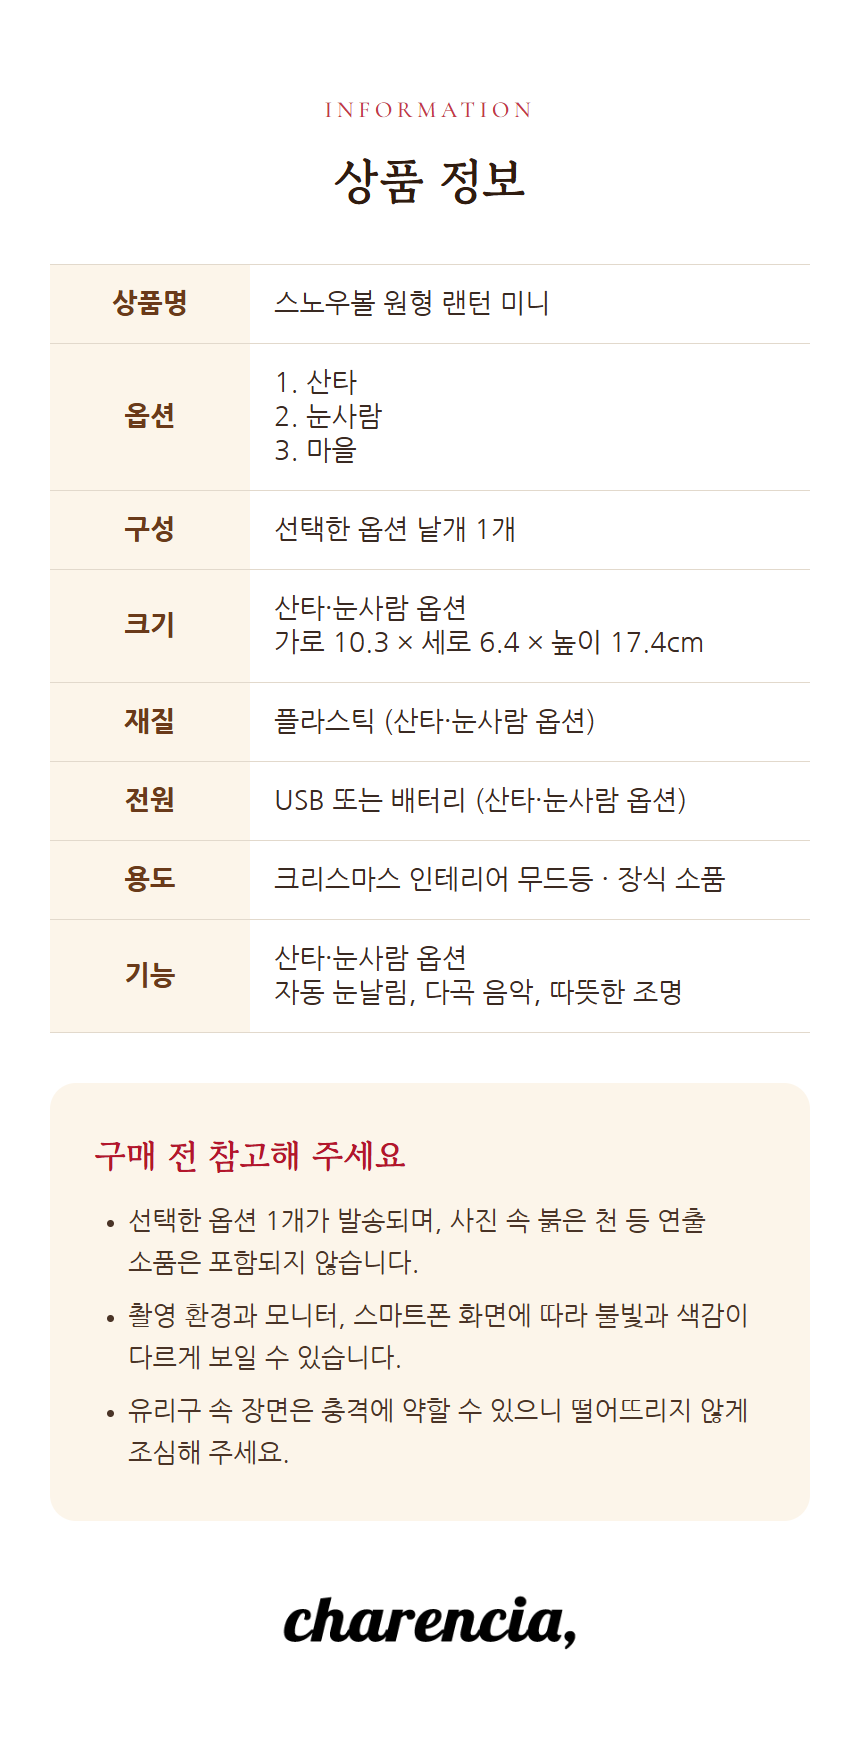 INFORMATION
상품 정보
상품명
스노우볼 원형 랜턴 미니
옵션
1. 산타
2. 눈사람
3. 마을
구성
선택한 옵션 낱개 1개
크기
산타·눈사람 옵션
가로 10.3 × 세로 6.4 × 높이 17.4cm
재질
플라스틱 (산타·눈사람 옵션)
전원
USB 또는 배터리 (산타·눈사람 옵션)
용도
크리스마스 인테리어 무드등 · 장식 소품
기능
산타·눈사람 옵션
자동 눈날림, 다곡 음악, 따뜻한 조명
구매 전 참고해 주세요
• 선택한 옵션 1개가 발송되며, 사진 속 붉은 천 등 연출
소품은 포함되지 않습니다.
• 촬영 환경과 모니터, 스마트폰 화면에 따라 불빛과 색감이
다르게 보일 수 있습니다.
• 유리구 속 장면은 충격에 약할 수 있으니 떨어뜨리지 않게
조심해 주세요.
charencia,